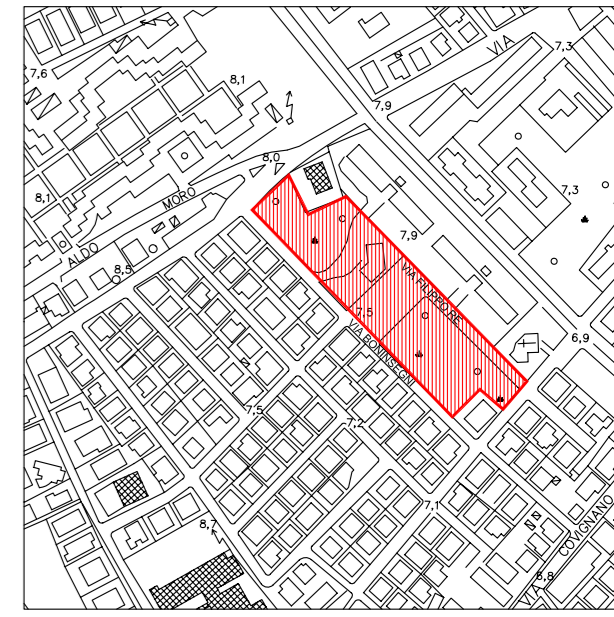 VIA
7,3
7,6
8,1
7,9
8,0
7,3
8,1
MORO
ALDO
7,9
8,5
VIA FILIPPO RE
7,5
VIA BONINSEGNI
6,9
7,5
7,2
7,1
8,7
COVIGNANO
6,8
VIA